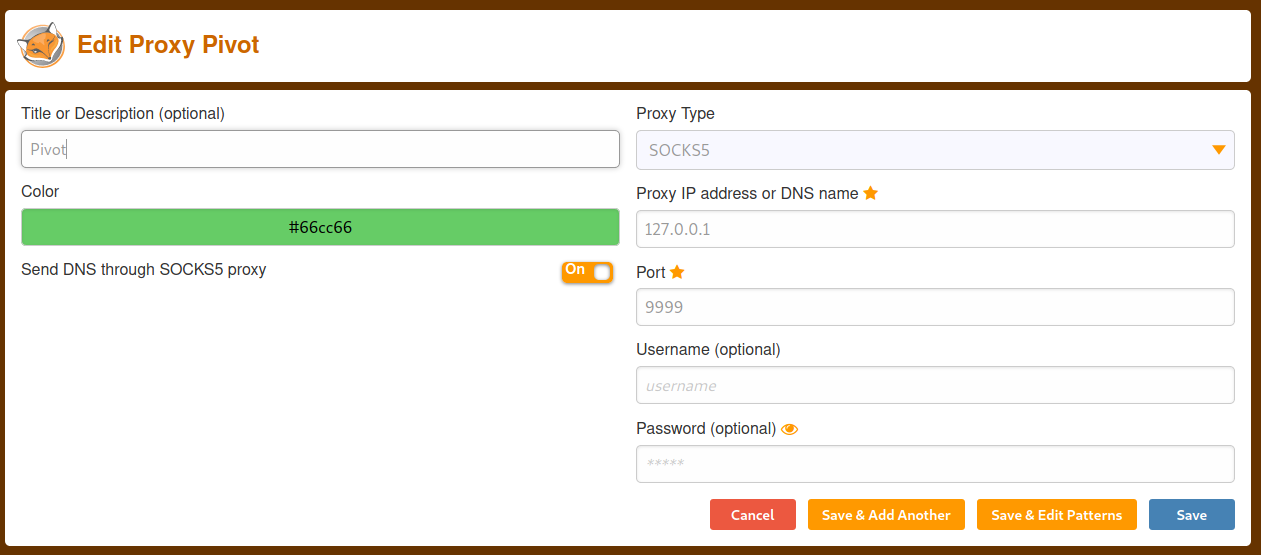 Edit Proxy Pivot
Title or Description (optional)
Pivot
Color
#66cc66
Send DNS through SOCKS5 proxy
On
Proxy Type
SOCKS5
Proxy IP address or DNS name
127.0.0.1
Port
9999
Username (optional)
username
Password (optional)
*****
Cancel
Save & Add Another
Save & Edit Patterns
Save